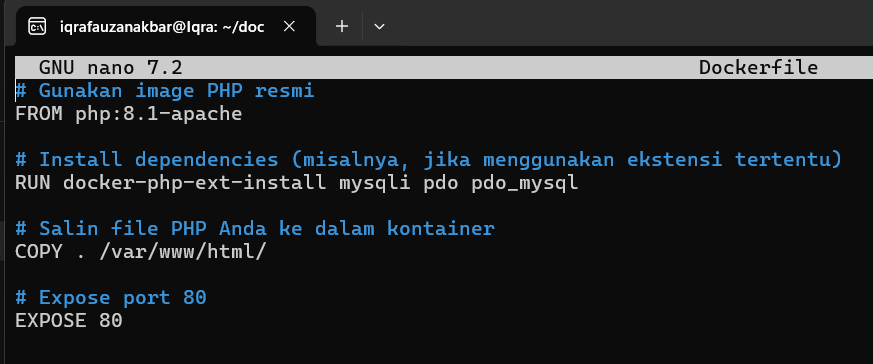 iqrafauzanakbar@Iqra: ~/doc
GNU nano 7.2 Dockerfile
# Gunakan image PHP resmi
FROM php:8.1-apache
# Install dependencies (misalnya, jika menggunakan ekstensi tertentu)
RUN docker-php-ext-install mysqli pdo pdo_mysql
# Salin file PHP Anda ke dalam kontainer
COPY . /var/www/html/
# Expose port 80
EXPOSE 80